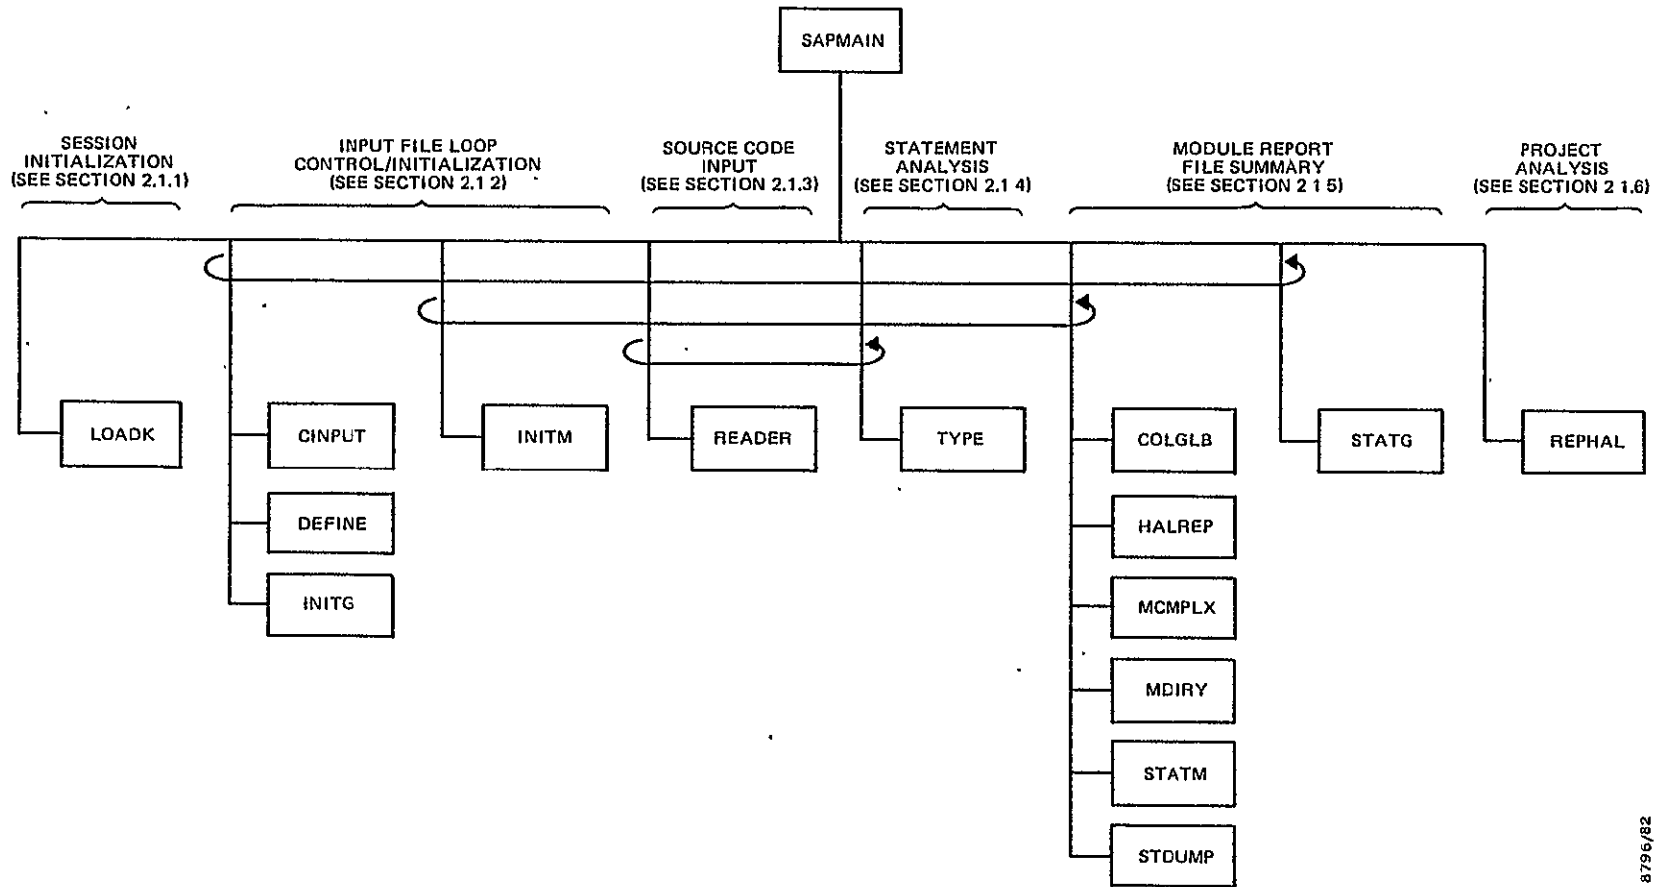 SAPMAIN
SESSION
INITIALIZATION
(SEE SECTION 2.1.1)
INPUT FILE LOOP
CONTROL/INITIALIZATION
(SEE SECTION 2.1 2)
SOURCE CODE
INPUT
(SEE SECTION 2.1.3)
STATEMENT
ANALYSIS
(SEE SECTION 2.1 4)
MODULE REPORT
FILE SUMMARY
(SEE SECTION 2 1 5)
PROJECT
ANALYSIS
(SEE SECTION 2 1.6)
LOADK
CINPUT
INITM
READER
TYPE
COLGLB
STATG
REPHAL
DEFINE
HALREP
INITG
MCMPLX
MDIRY
STATM
STDUMP
8796/82